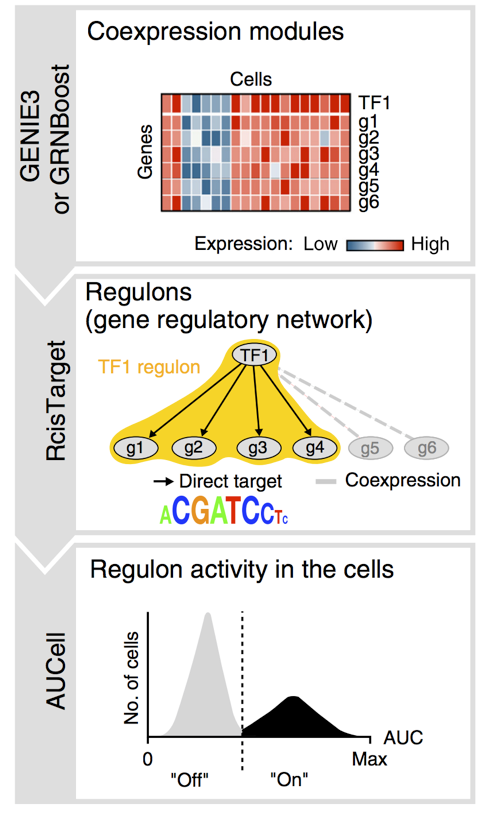 GENIE3
or GRNBoost
Coexpression modules
Cells
Genes
TF1
g1
g2
g3
g4
g5
g6
Expression: Low High
RcisTarget
Regulons
(gene regulatory network)
TF1 regulon
TF1
g1 g2 g3 g4 g5 g6
Direct target Coexpression
ACGATCCTc
AUCell
Regulon activity in the cells
No. of cells
AUC
0 Max
"Off" "On"